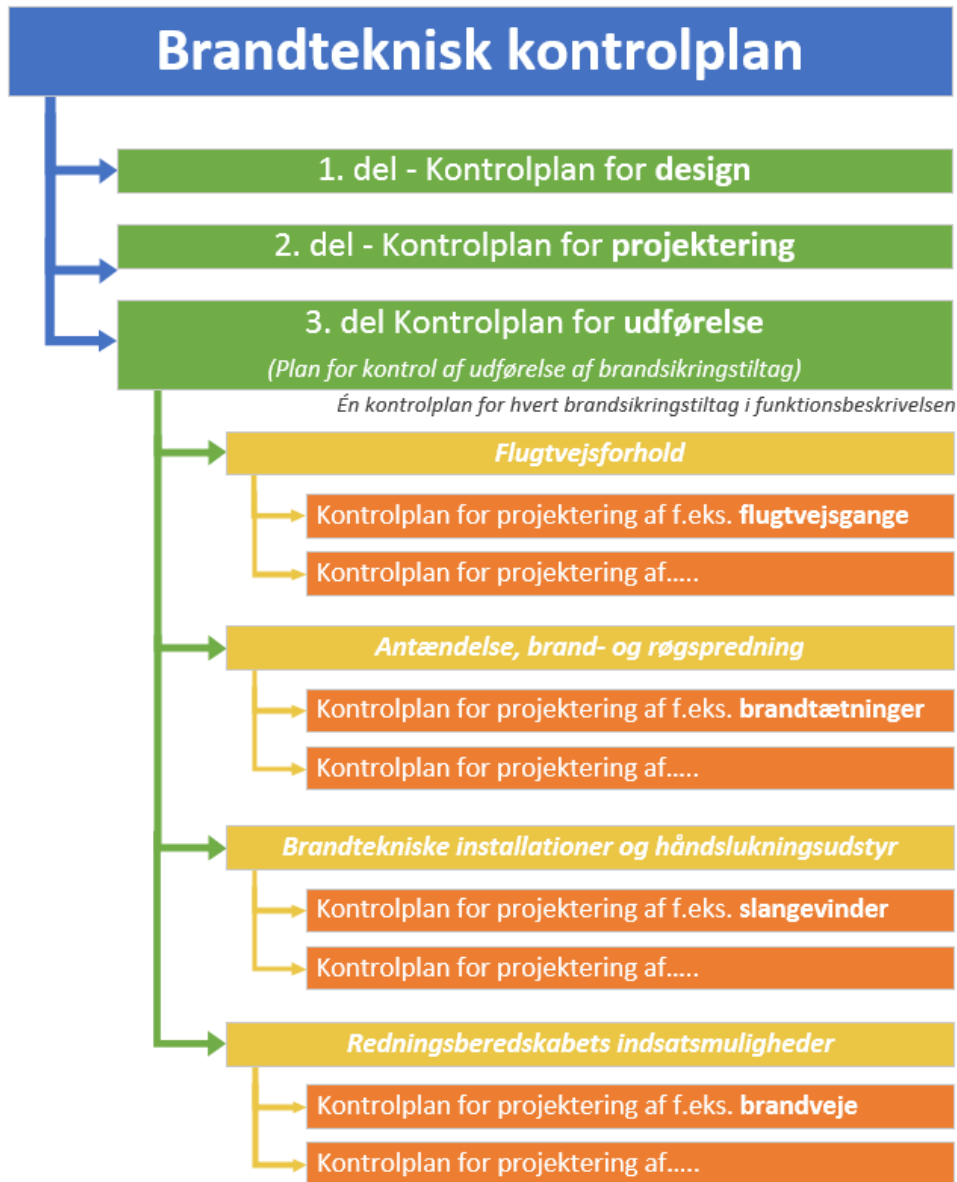 Brandteknisk kontrolplan
1. del - Kontrolplan for design
2. del - Kontrolplan for projektering
3. del Kontrolplan for udførelse
(Plan for kontrol af udførelse af brandsikringstiltag)
Én kontrolplan for hvert brandsikringstiltag i funktionsbeskrivelsen
Flugtvejsforhold
Kontrolplan for projektering af f.eks. flugtvejsgange
Kontrolplan for projektering af.....
Antændelse, brand- og røgspredning
Kontrolplan for projektering af f.eks. brandtætninger
Kontrolplan for projektering af.....
Brandtekniske installationer og håndslukningsudstyr
Kontrolplan for projektering af f.eks. slangevinder
Kontrolplan for projektering af.....
Redningsberedskabets indsatsmuligheder
Kontrolplan for projektering af f.eks. brandveje
Kontrolplan for projektering af.....